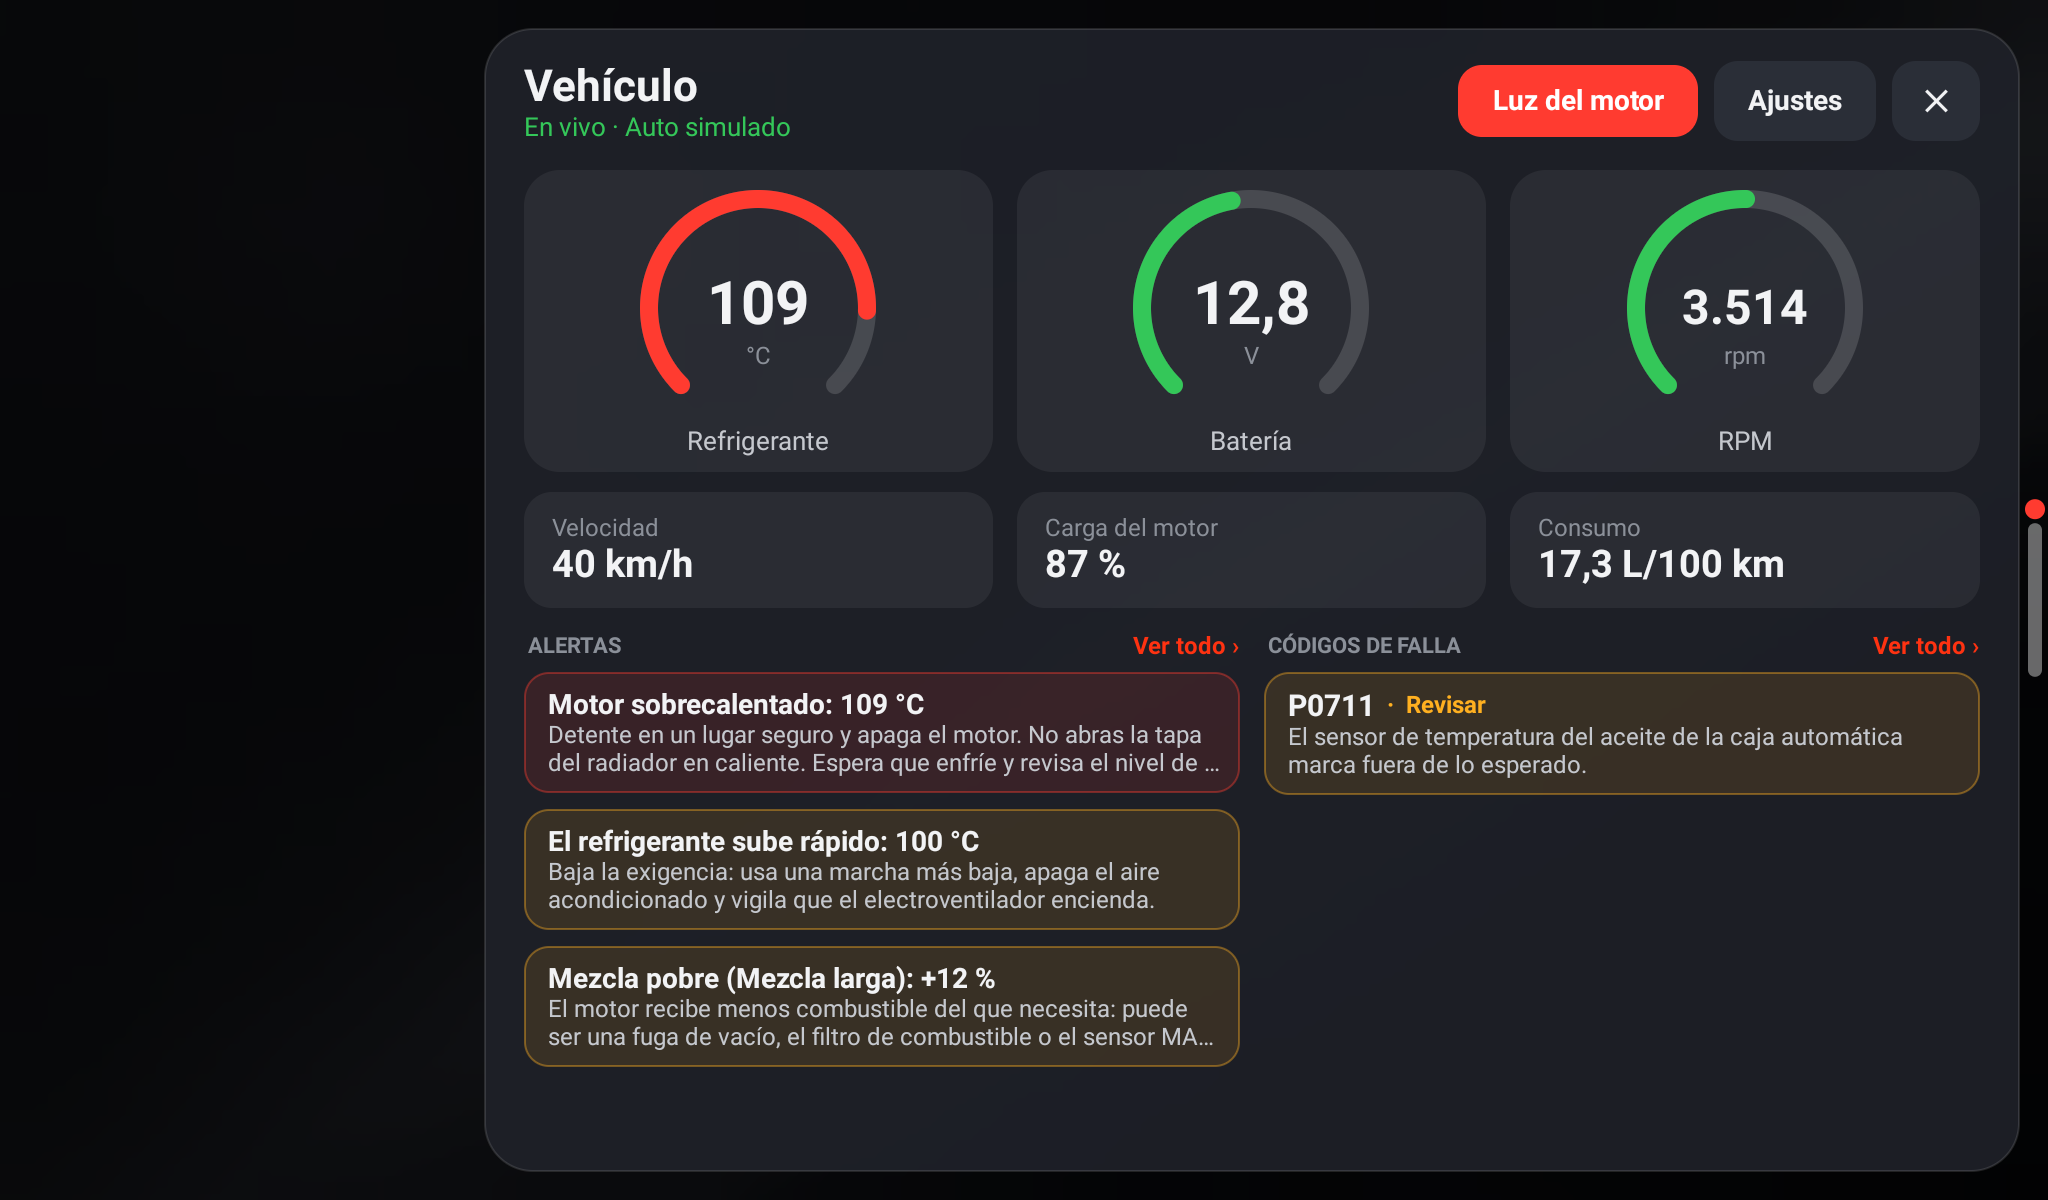 Vehículo
En vivo · Auto simulado
Luz del motor
Ajustes
109
°C
Refrigerante
12,8
V
Batería
3.514
rpm
RPM
Velocidad
40 km/h
Carga del motor
87 %
Consumo
17,3 L/100 km
ALERTAS
Ver todo ›
Motor sobrecalentado: 109 °C
Detente en un lugar seguro y apaga el motor. No abras la tapa
del radiador en caliente. Espera que enfríe y revisa el nivel de ...
El refrigerante sube rápido: 100 °C
Baja la exigencia: usa una marcha más baja, apaga el aire
acondicionado y vigila que el electroventilador encienda.
Mezcla pobre (Mezcla larga): +12 %
El motor recibe menos combustible del que necesita: puede
ser una fuga de vacío, el filtro de combustible o el sensor MA...
CÓDIGOS DE FALLA
Ver todo ›
P0711 · Revisar
El sensor de temperatura del aceite de la caja automática
marca fuera de lo esperado.